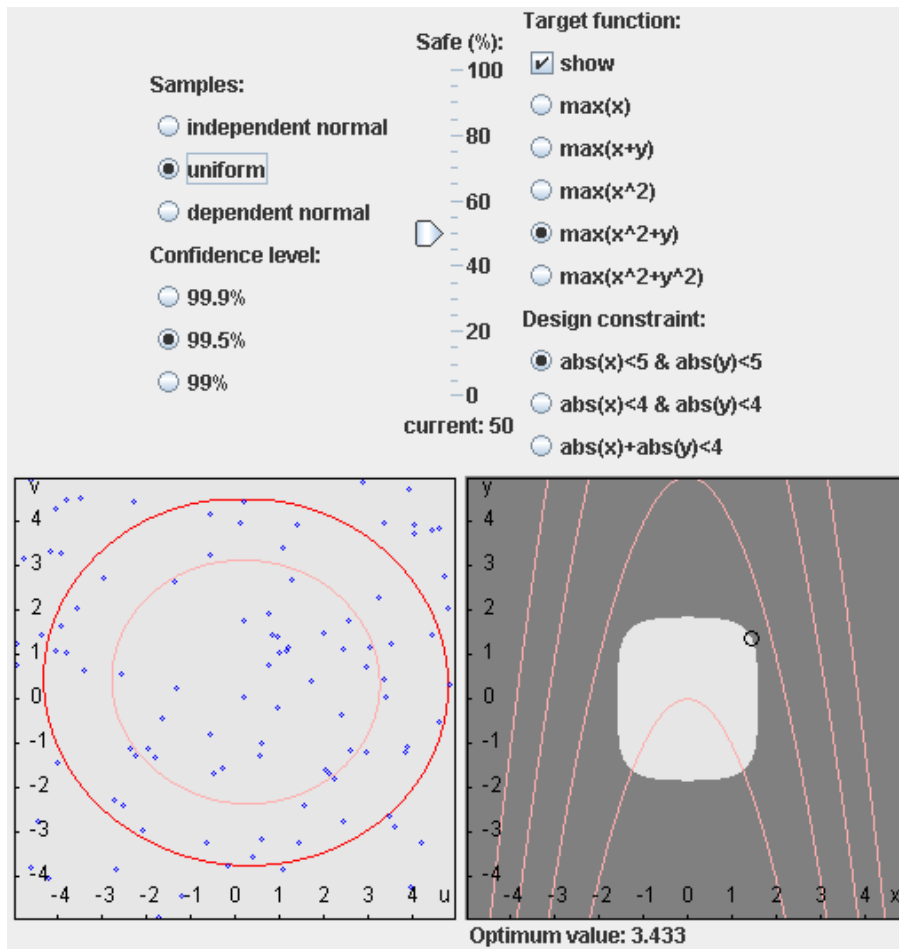 Samples:
independent normal
uniform
dependent normal
Confidence level:
99.9%
99.5%
99%
Safe (%):
100
80
60
40
20
0
current: 50
Target function:
show
max(x)
max(x+y)
max(x^2)
max(x^2+y)
max(x^2+y^2)
Design constraint:
abs(x)<5 & abs(y)<5
abs(x)<4 & abs(y)<4
abs(x)+abs(y)<4
v
4
3
2
1
0
-1
-2
-3
-4
-4 -3 -2 -1 0 1 2 3 4 u
y
4
3
2
1
0
-1
-2
-3
-4
-4 -3 -2 -1 0 1 2 3 4 x
Optimum value: 3.433